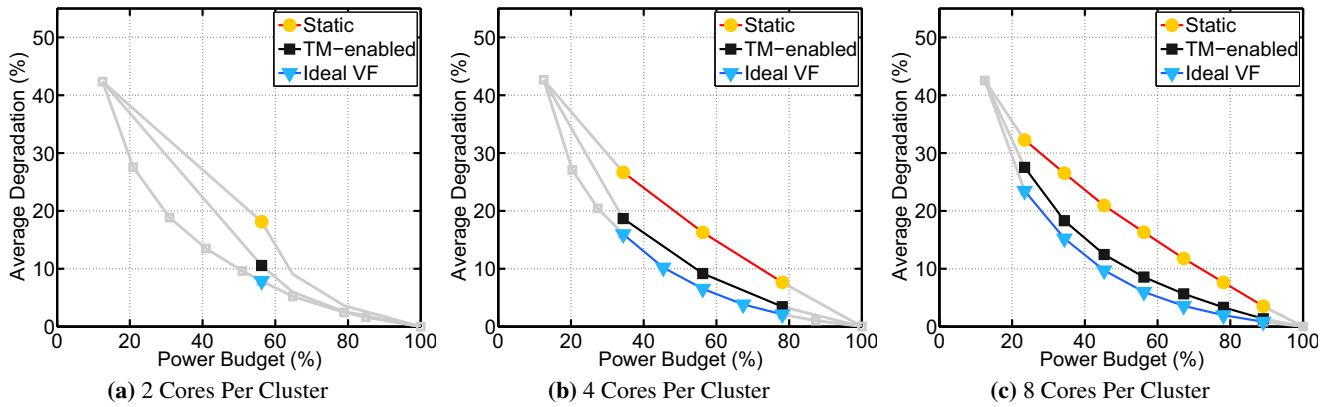 50
40
30
20
10
0
0 20 40 60 80 100
Average Degradation (%)
Power Budget (%)
Static
TM-enabled
Ideal VF
(a) 2 Cores Per Cluster
50
40
30
20
10
0
0 20 40 60 80 100
Average Degradation (%)
Power Budget (%)
Static
TM-enabled
Ideal VF
(b) 4 Cores Per Cluster
50
40
30
20
10
0
0 20 40 60 80 100
Average Degradation (%)
Power Budget (%)
Static
TM-enabled
Ideal VF
(c) 8 Cores Per Cluster